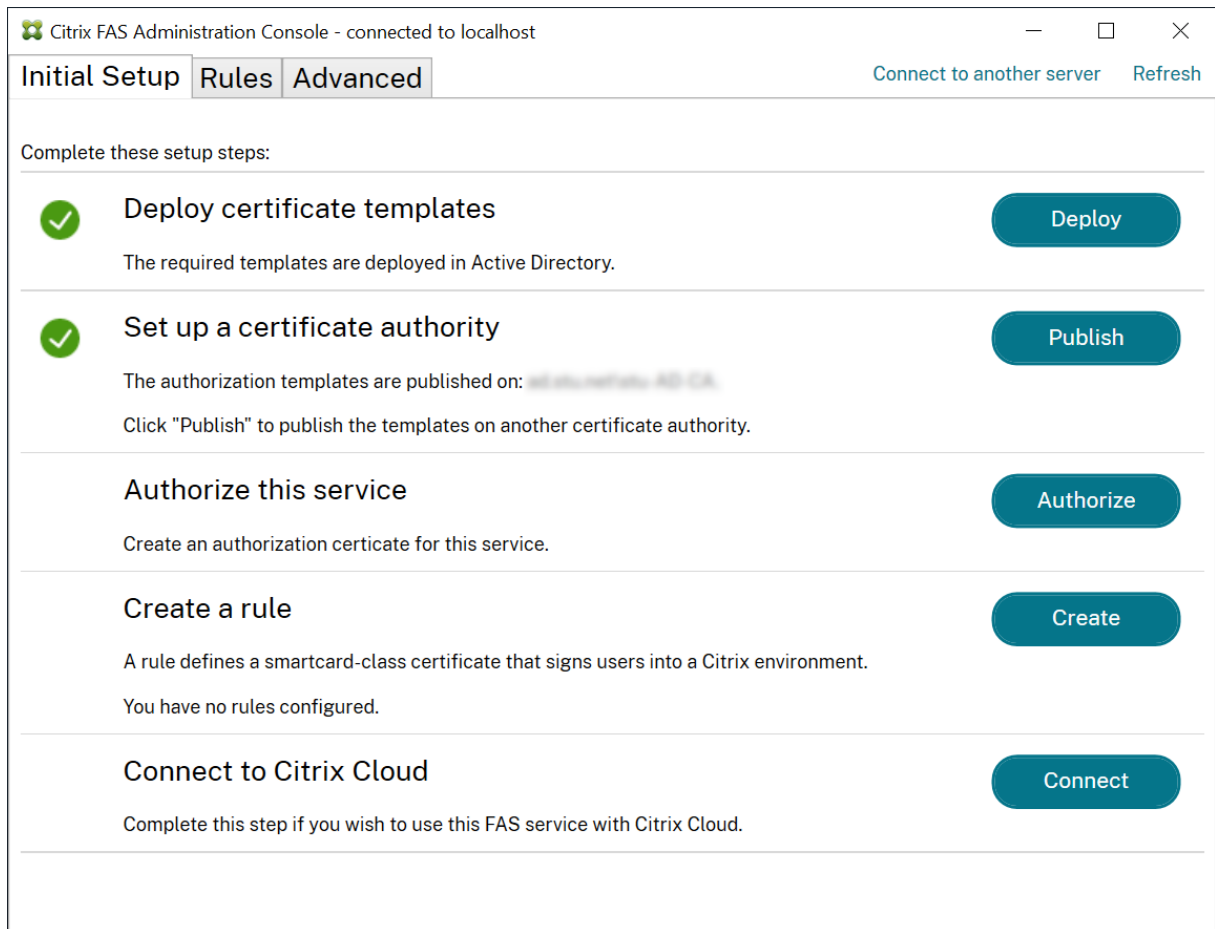 Citrix FAS Administration Console - connected to localhost
Initial Setup Rules Advanced Connect to another server Refresh
Complete these setup steps:
Deploy certificate templates
Deploy
The required templates are deployed in Active Directory.
Set up a certificate authority
Publish
The authorization templates are published on:
Click "Publish" to publish the templates on another certificate authority.
Authorize this service
Authorize
Create an authorization certicate for this service.
Create a rule
Create
A rule defines a smartcard-class certificate that signs users into a Citrix environment.
You have no rules configured.
Connect to Citrix Cloud
Connect
Complete this step if you wish to use this FAS service with Citrix Cloud.